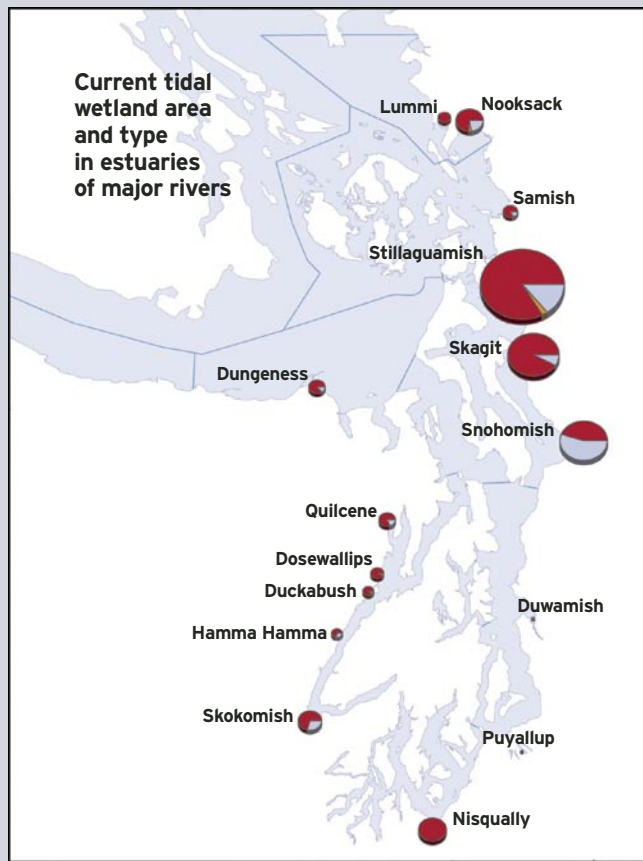 Current tidal
wetland area
and type
in estuaries
of major rivers
Lummi
Nooksack
Samish
Stillaguamish
Skagit
Dungeness
Snohomish
Quilcene
Dosewallips
Duckabush
Duwamish
Hamma Hamma
Skokomish
Puyallup
Nisqually